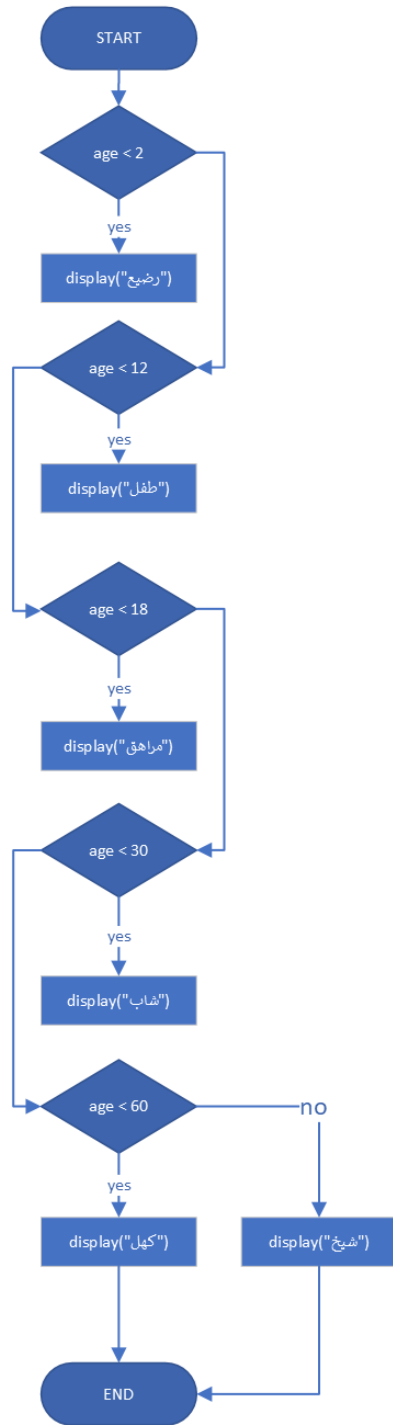 START
age < 2
yes
display("رضيع")
age < 12
yes
display("طفل")
age < 18
yes
display("مراهق")
age < 30
yes
display("شاب")
age < 60
no
yes
display("كهل")
display("شيخ")
END